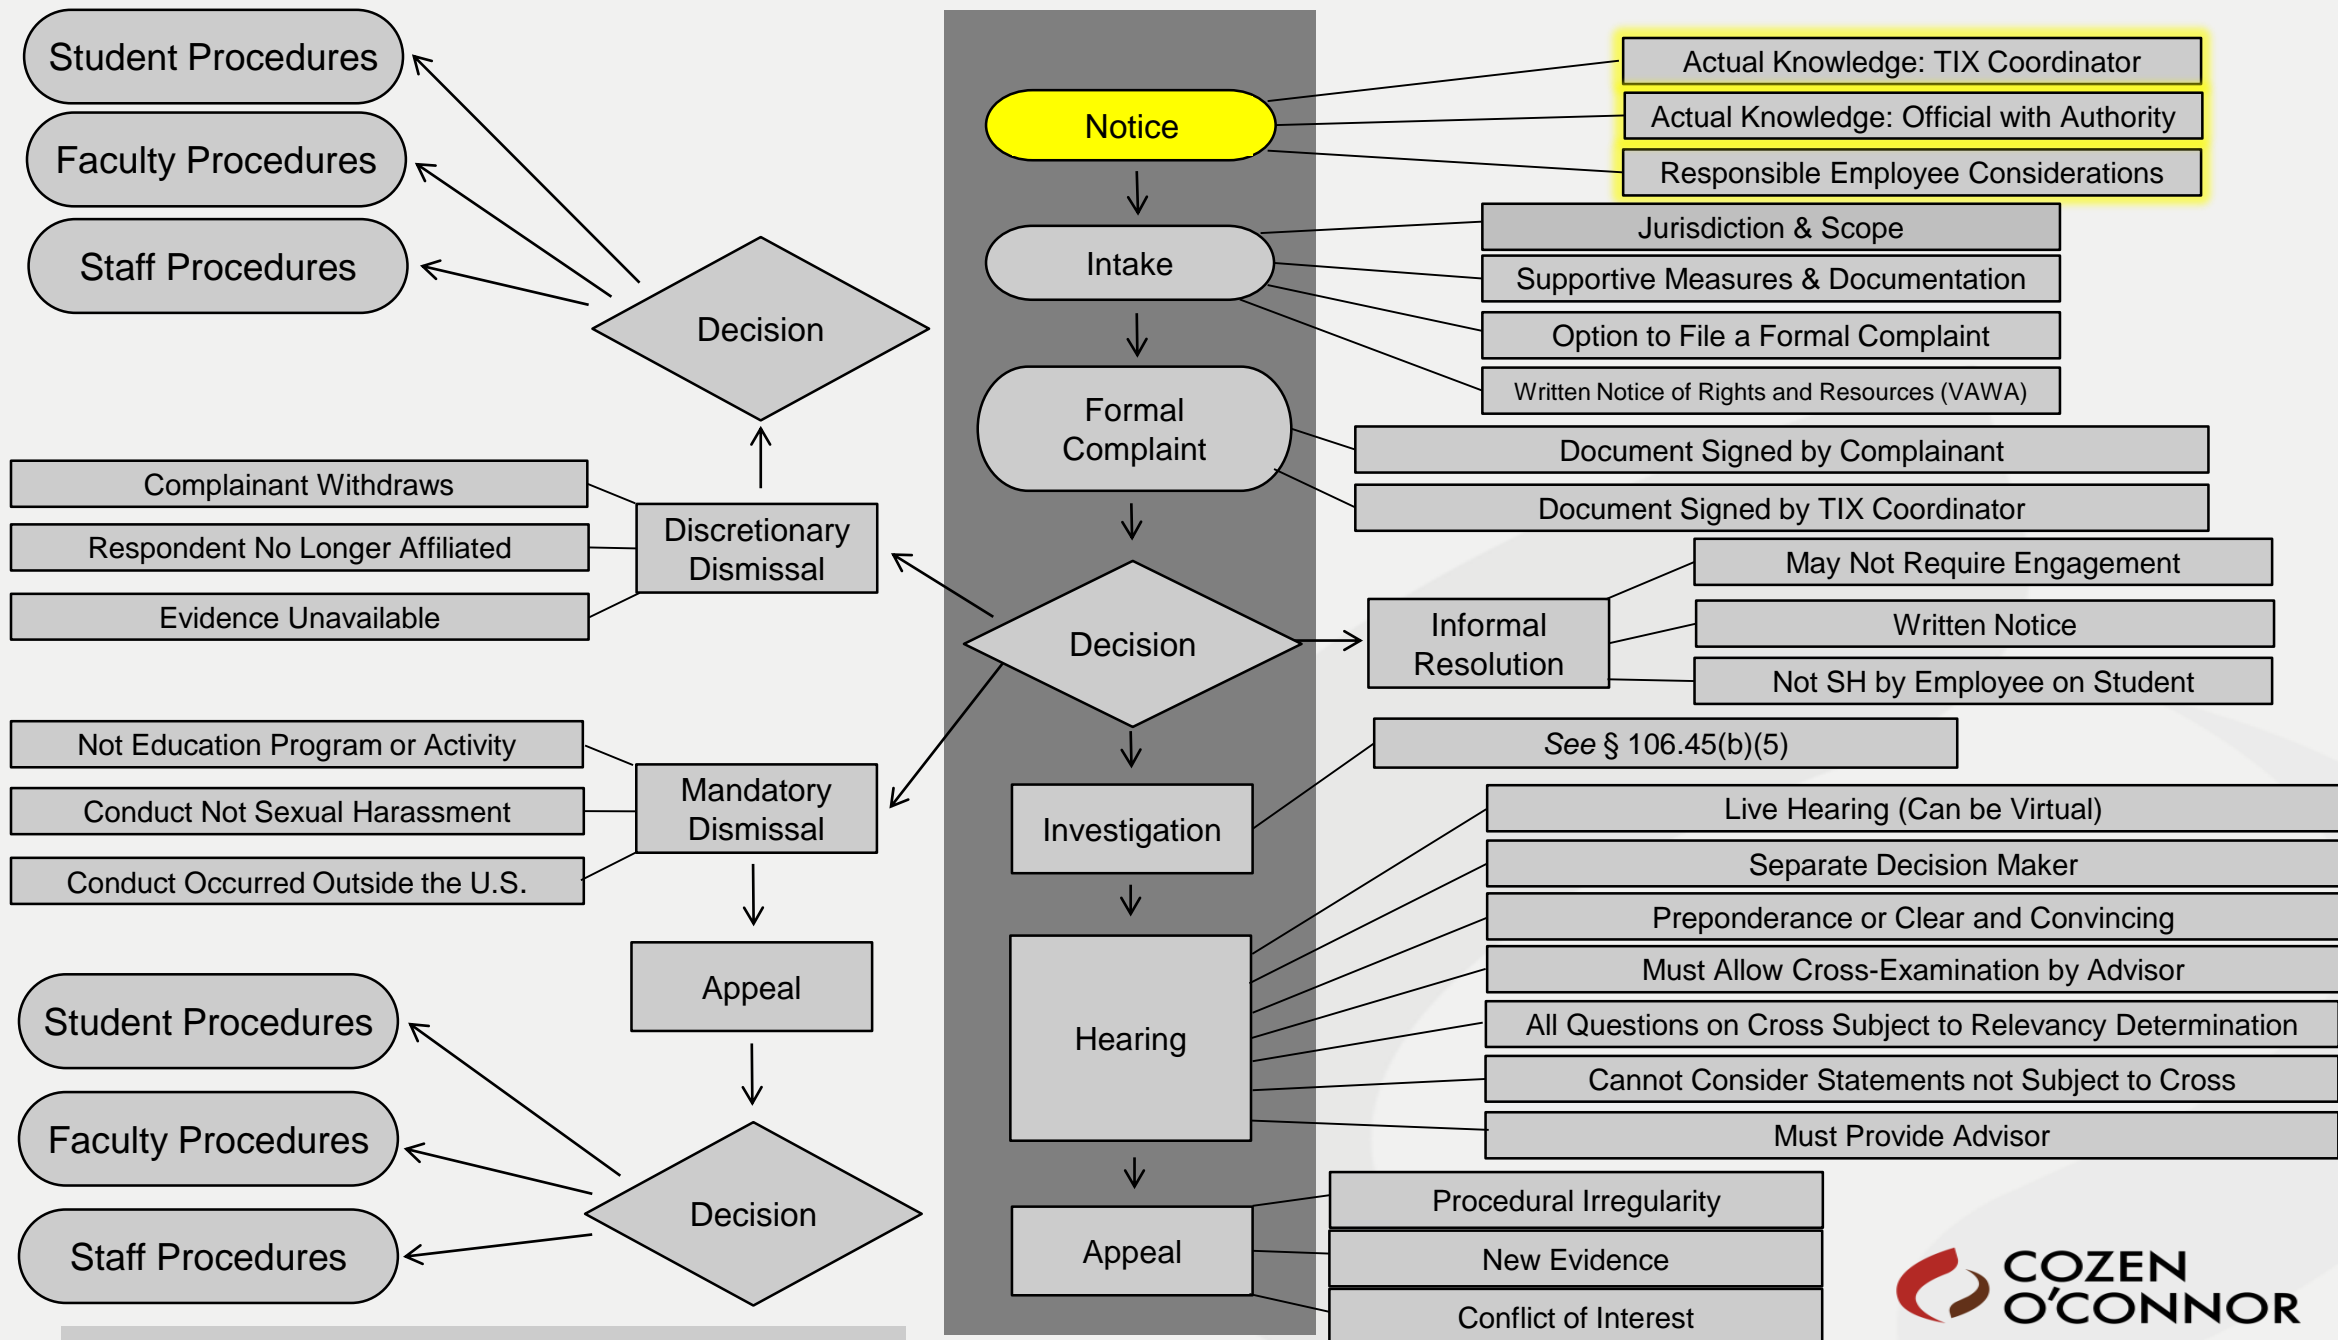 Student Procedures
Faculty Procedures
Staff Procedures
Decision
Complainant Withdraws
Respondent No Longer Affiliated
Evidence Unavailable
Discretionary
Dismissal
Not Education Program or Activity
Conduct Not Sexual Harassment
Conduct Occurred Outside the U.S.
Mandatory
Dismissal
Appeal
Student Procedures
Faculty Procedures
Staff Procedures
Decision
Notice
Intake
Formal
Complaint
Decision
Investigation
Hearing
Appeal
Actual Knowledge: TIX Coordinator
Actual Knowledge: Official with Authority
Responsible Employee Considerations
Jurisdiction & Scope
Supportive Measures & Documentation
Option to File a Formal Complaint
Written Notice of Rights and Resources (VAWA)
Document Signed by Complainant
Document Signed by TIX Coordinator
Informal
Resolution
May Not Require Engagement
Written Notice
Not SH by Employee on Student
See § 106.45(b)(5)
Live Hearing (Can be Virtual)
Separate Decision Maker
Preponderance or Clear and Convincing
Must Allow Cross-Examination by Advisor
All Questions on Cross Subject to Relevancy Determination
Cannot Consider Statements not Subject to Cross
Must Provide Advisor
Procedural Irregularity
New Evidence
Conflict of Interest
COZEN
O'CONNOR